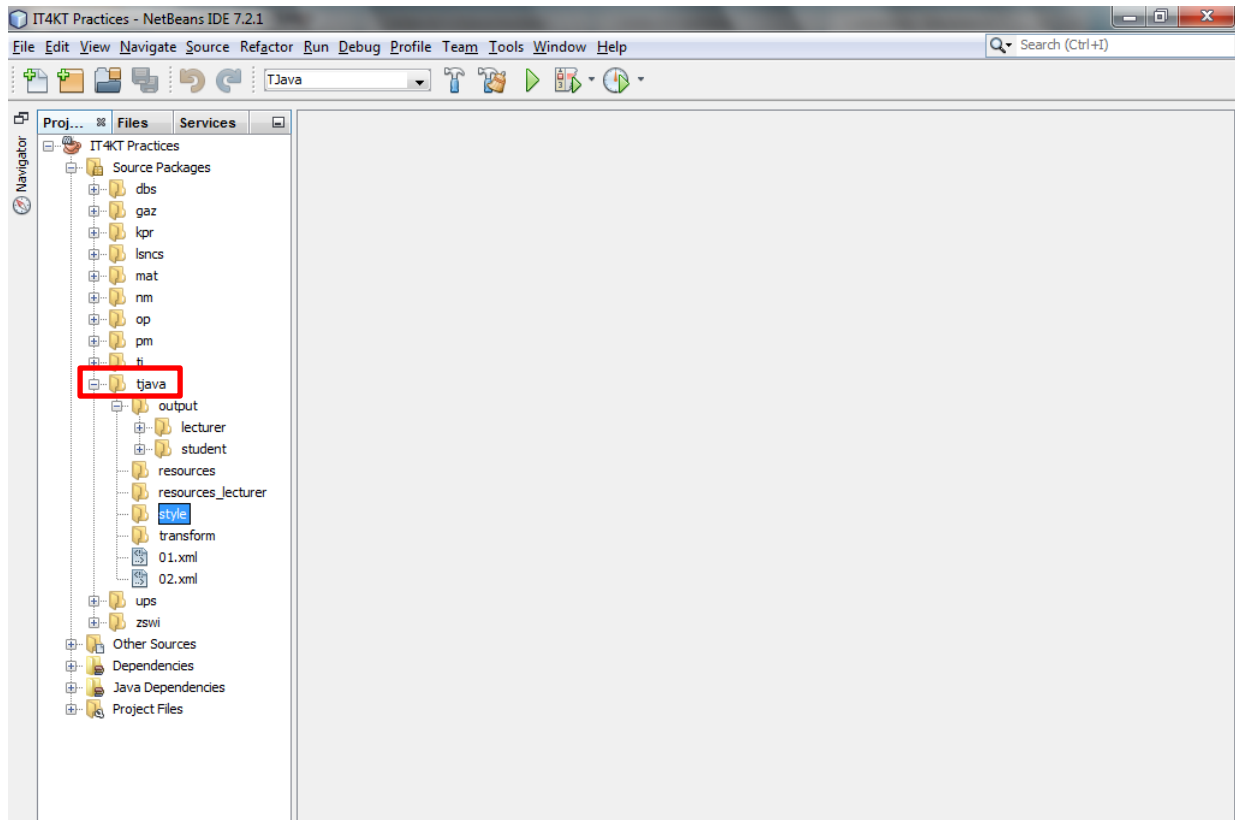 IT4KT Practices - NetBeans IDE 7.2.1
File Edit View Navigate Source Refactor Run Debug Profile Team Tools Window Help
Search (Ctrl+I)
TJava
Navigator
Proj... Files Services
IT4KT Practices
Source Packages
dbs
gaz
kpr
lsncs
mat
nm
op
pm
ti
tjava
output
lecturer
student
resources
resources_lecturer
style
transform
01.xml
02.xml
ups
zswi
Other Sources
Dependencies
Java Dependencies
Project Files